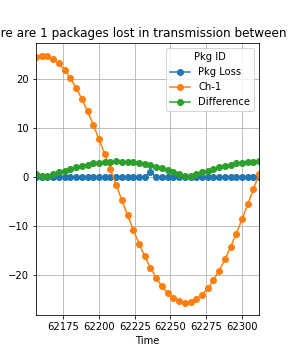 re are 1 packages lost in transmission between
Pkg ID
Pkg Loss
Ch-1
Difference
20
10
0
−10
−20
62175 62200 62225 62250 62275 62300
Time